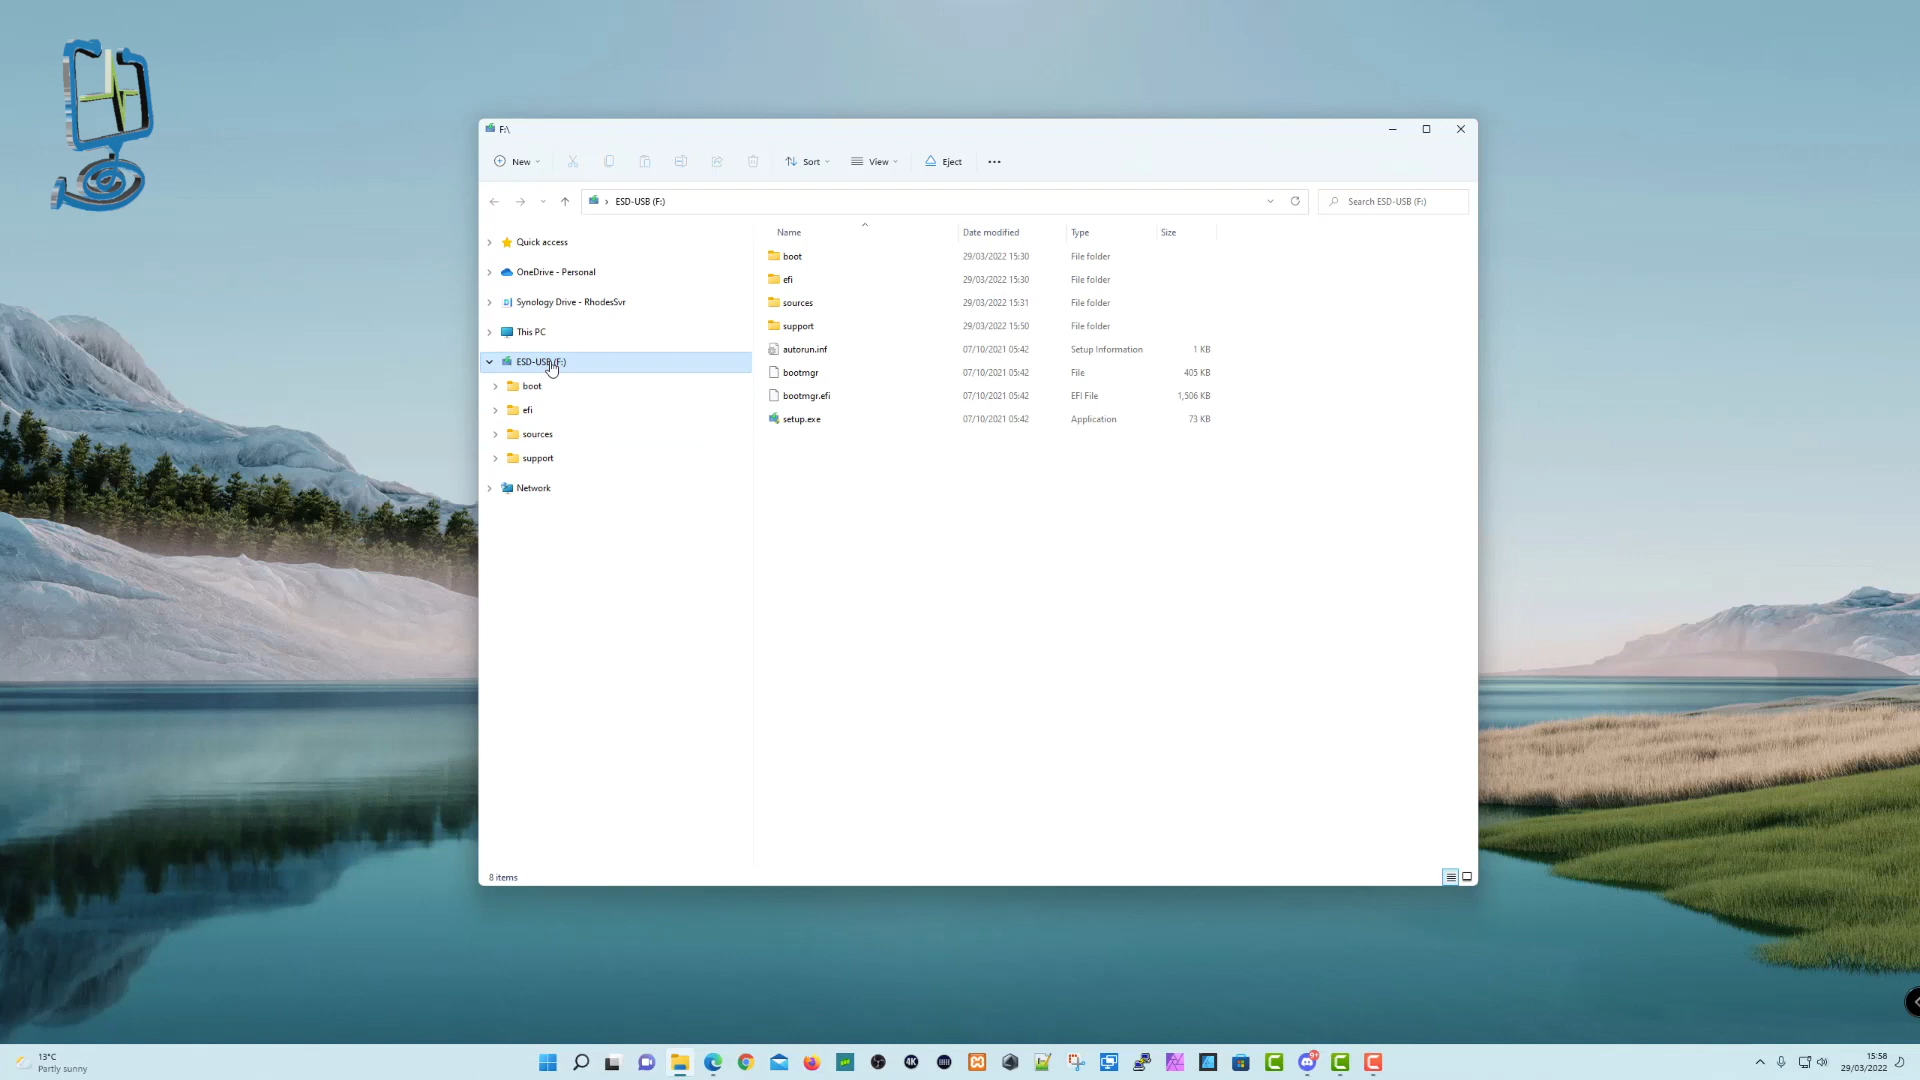 F:\
New
Sort
View
Eject
ESD-USB (F:)
Search ESD-USB (F:)
Quick access
OneDrive - Personal
Synology Drive - RhodesSvr
This PC
ESD-USB (F:)
boot
efi
sources
support
Network
Name Date modified Type Size
boot 29/03/2022 15:30 File folder
efi 29/03/2022 15:30 File folder
sources 29/03/2022 15:31 File folder
support 29/03/2022 15:50 File folder
autorun.inf 07/10/2021 05:42 Setup Information 1 KB
bootmgr 07/10/2021 05:42 File 405 KB
bootmgr.efi 07/10/2021 05:42 EFI File 1,506 KB
setup.exe 07/10/2021 05:42 Application 73 KB
8 items
13°C
Partly sunny
4K
15:58
29/03/2022